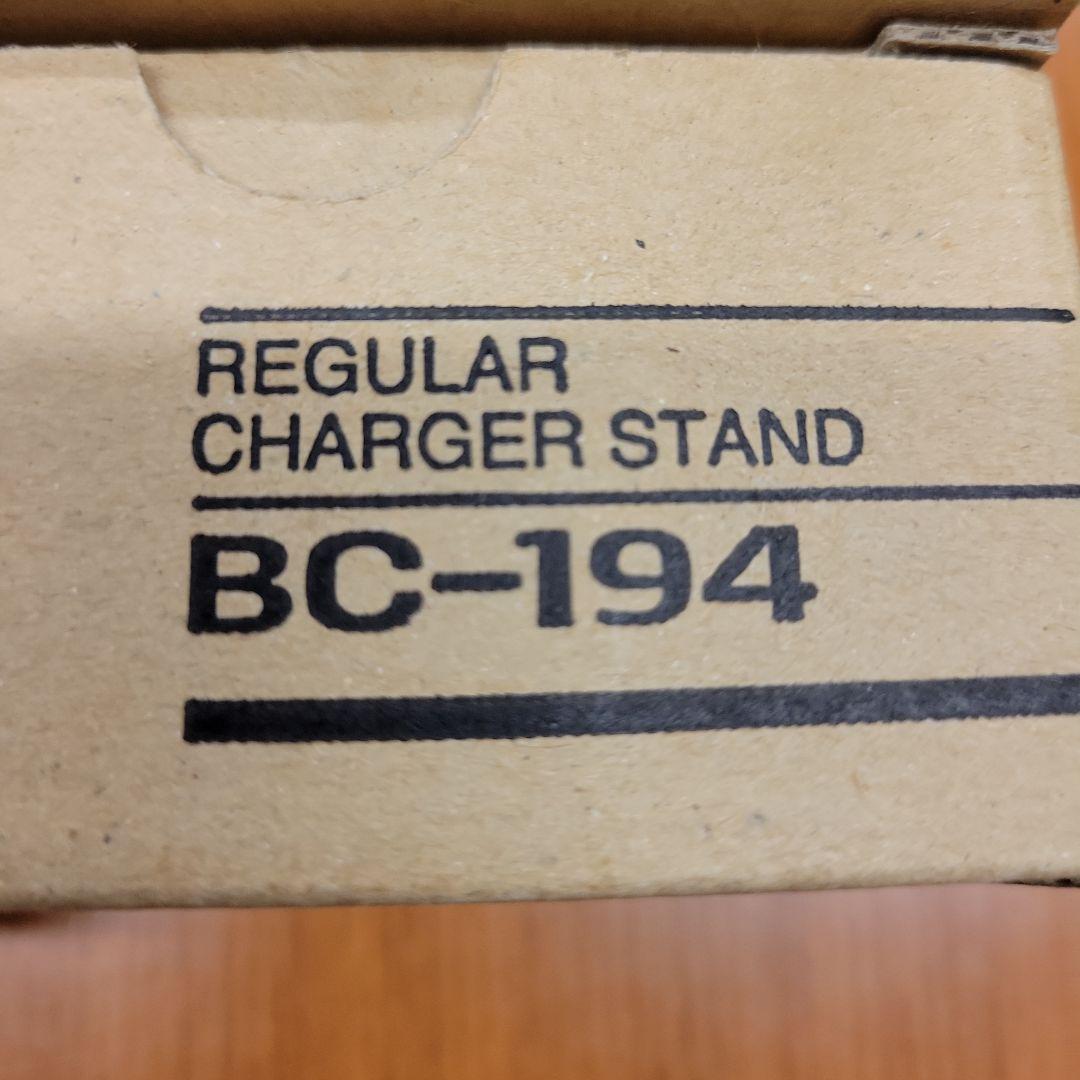 REGULAR
CHARGER STAND
BC-194